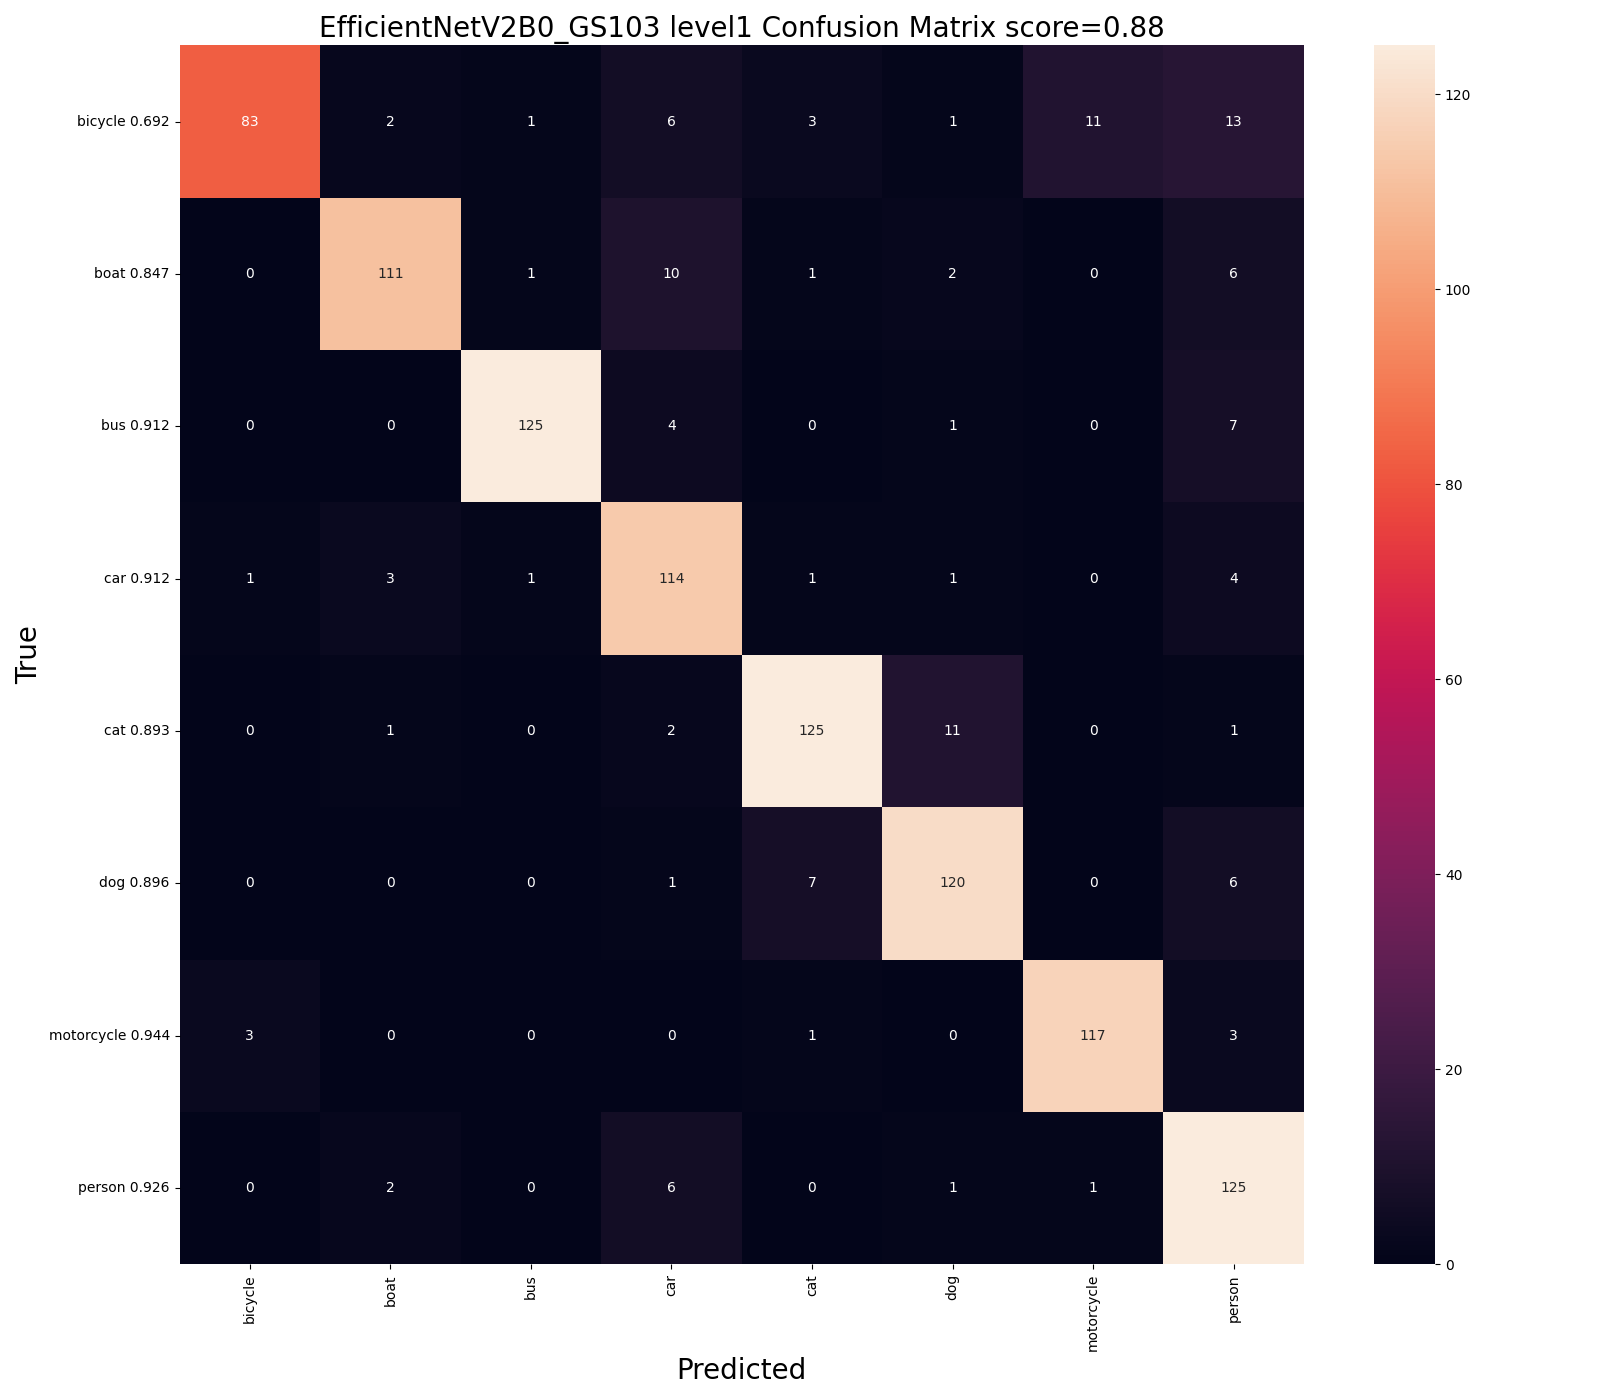 EfficientNetV2B0_GS103 level1 Confusion Matrix score=0.88
bicycle 0.692 83 2 1 6 3 1 11 13
boat 0.847 0 111 1 10 1 2 0 6
bus 0.912 0 0 125 4 0 1 0 7
car 0.912 1 3 1 114 1 1 0 4
cat 0.893 0 1 0 2 125 11 0 1
dog 0.896 0 0 0 1 7 120 0 6
motorcycle 0.944 3 0 0 0 1 0 117 3
person 0.926 0 2 0 6 0 1 1 125
True
bicycle boat bus car cat dog motorcycle person
Predicted
120
100
80
60
40
20
0